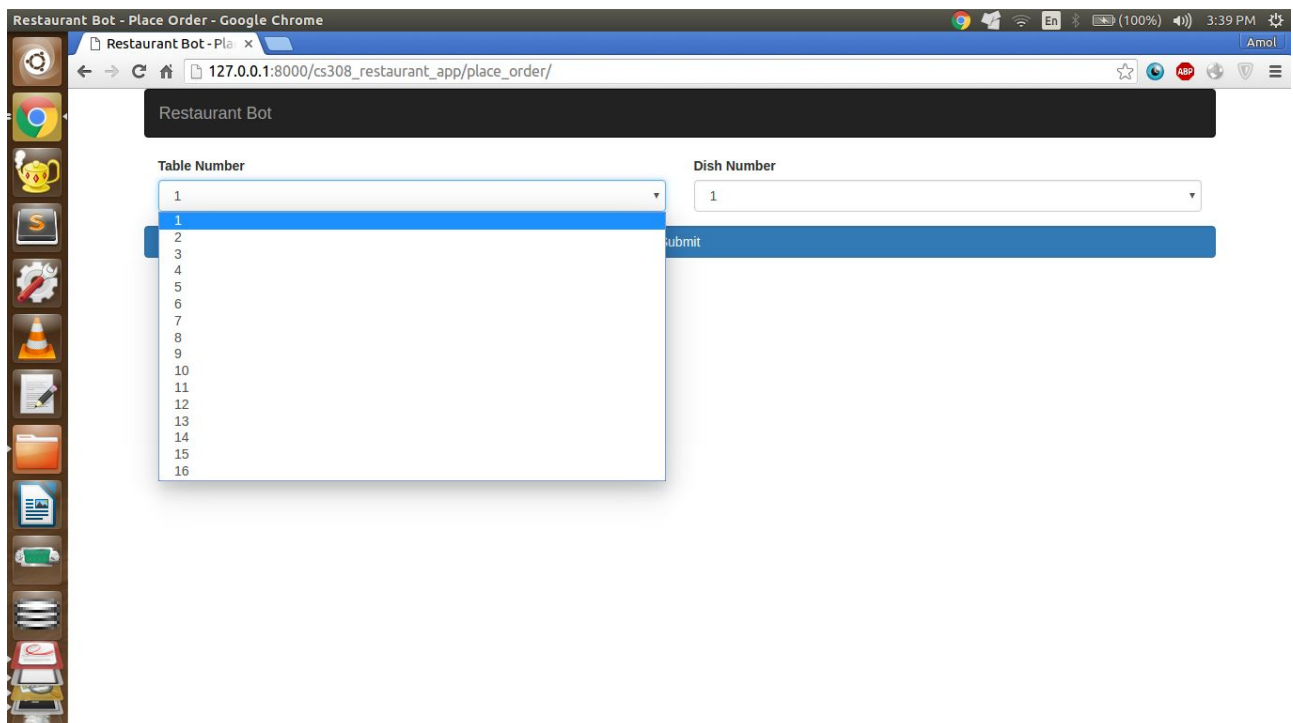 Restaurant Bot - Place Order - Google Chrome En (100%) 3:39 PM
Restaurant Bot - Pla Amol
127.0.0.1:8000/cs308_restaurant_app/place_order/ ABP
Restaurant Bot
Table Number Dish Number
1 1
1
2
Submit
3
4
5
6
7
8
9
10
11
12
13
14
15
16